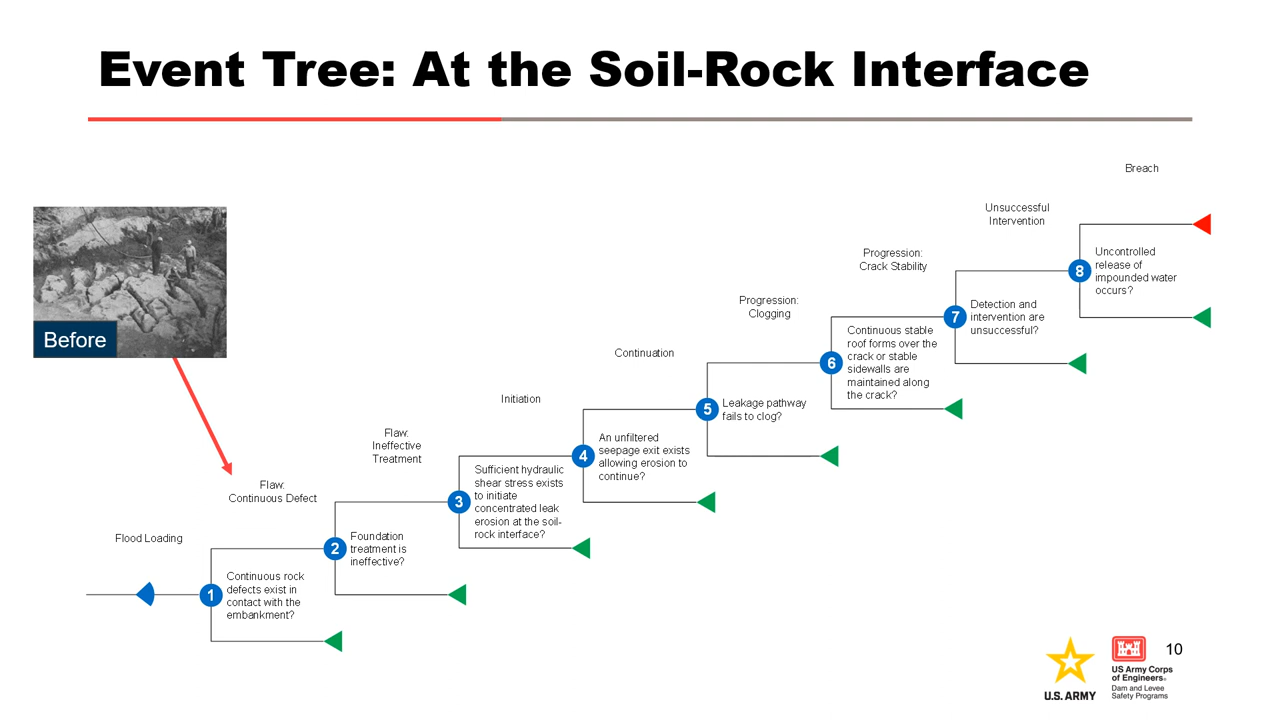 Event Tree: At the Soil-Rock Interface
Before
Flood Loading
1
Continuous rock
defects exist in
contact with the
embankment?
Flaw:
Continuous Defect
2
Foundation
treatment is
ineffective?
Flaw:
Ineffective
Treatment
3
Sufficient hydraulic
shear stress exists
to initiate
concentrated leak
erosion at the soil-
rock interface?
Initiation
4
An unfiltered
seepage exit exists
allowing erosion to
continue?
Continuation
5
Leakage pathway
fails to clog?
Progression:
Clogging
6
Continuous stable
roof forms over the
crack or stable
sidewalls are
maintained along
the crack?
Progression:
Crack Stability
7
Detection and
intervention are
unsuccessful?
Unsuccessful
Intervention
8
Uncontrolled
release of
impounded water
occurs?
Breach
U.S. ARMY
US Army Corps
of Engineers®
Dam and Levee
Safety Programs
10